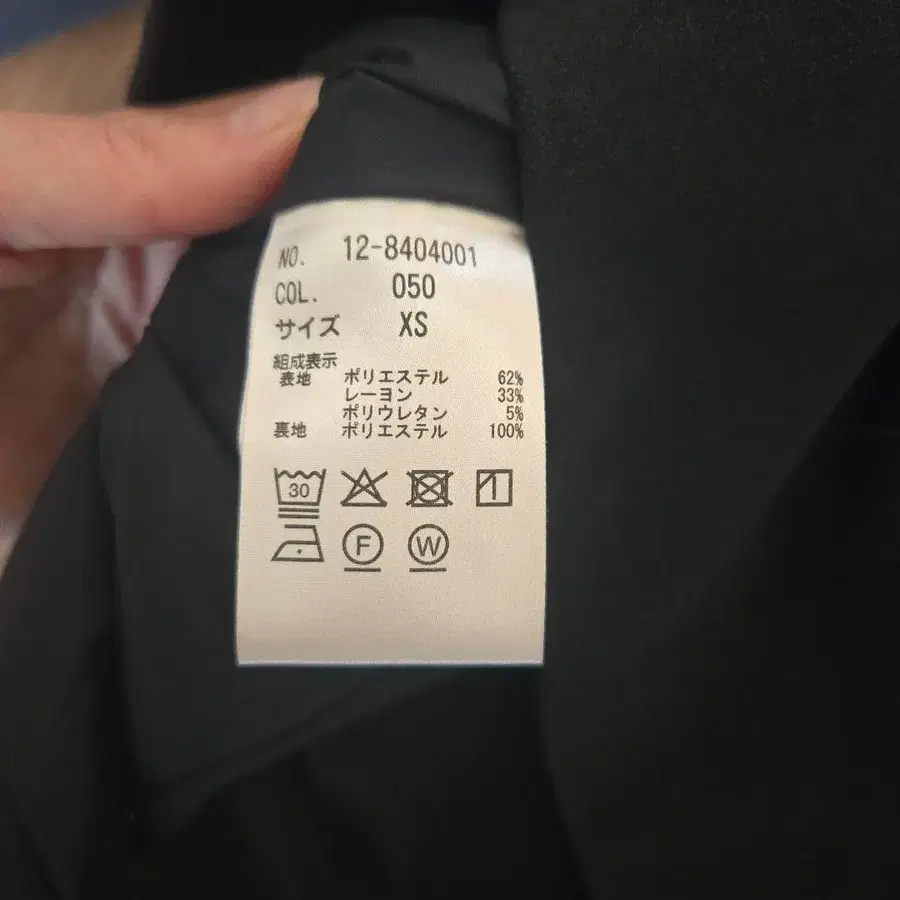 NO. 12-8404001
COL. 050
サイズ XS
組成表示
表地 ポリエステル 62%
レーヨン 33%
ポリウレタン 5%
裏地 ポリエステル 100%
30
F W